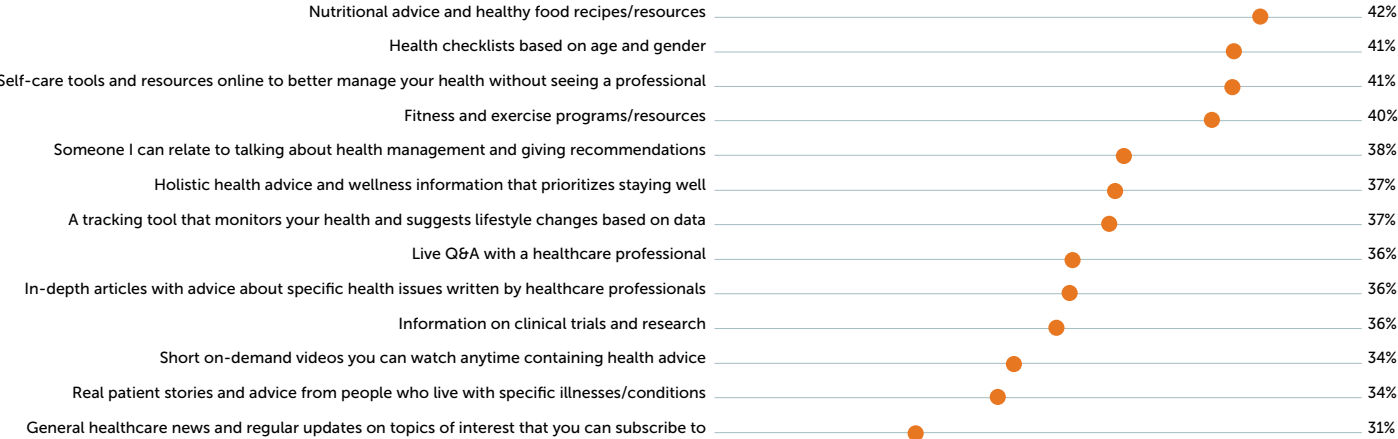 Nutritional advice and healthy food recipes/resources 42%
Health checklists based on age and gender 41%
Self-care tools and resources online to better manage your health without seeing a professional 41%
Fitness and exercise programs/resources 40%
Someone I can relate to talking about health management and giving recommendations 38%
Holistic health advice and wellness information that prioritizes staying well 37%
A tracking tool that monitors your health and suggests lifestyle changes based on data 37%
Live Q&A with a healthcare professional 36%
In-depth articles with advice about specific health issues written by healthcare professionals 36%
Information on clinical trials and research 36%
Short on-demand videos you can watch anytime containing health advice 34%
Real patient stories and advice from people who live with specific illnesses/conditions 34%
General healthcare news and regular updates on topics of interest that you can subscribe to 31%